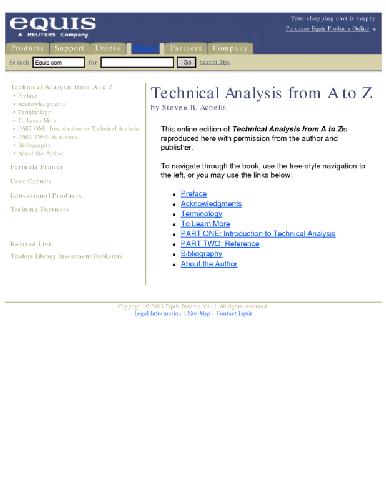 EQUIS
A REUTERS Company
Your shopping cart is empty
Purchase Equis Products Online
Products Support Events Partners Company
Search Equis.com for Go Search Tips
Technical Analysis from A to Z
• Preface
• Acknowledgments
• Terminology
• To Learn More
• PART ONE: Introduction to Technical Analysis
• PART TWO: Reference
• Bibliography
• About the Author
Formula Primer
User Groups
Educational Products
Training Partners
Related Link
Traders Library Investment Bookstore
Technical Analysis from A to Z
by Steven B. Achelis
This online edition of Technical Analysis from A to Z is
reproduced here with permission from the author and
publisher.
To navigate through the book, use the tree-style navigation to
the left, or you may use the links below:
• Preface
• Acknowledgments
• Terminology
• To Learn More
• PART ONE: Introduction to Technical Analysis
• PART TWO: Reference
• Bibliography
• About the Author
All rights reserved.
Legal Information | Site Map | Contact Equis